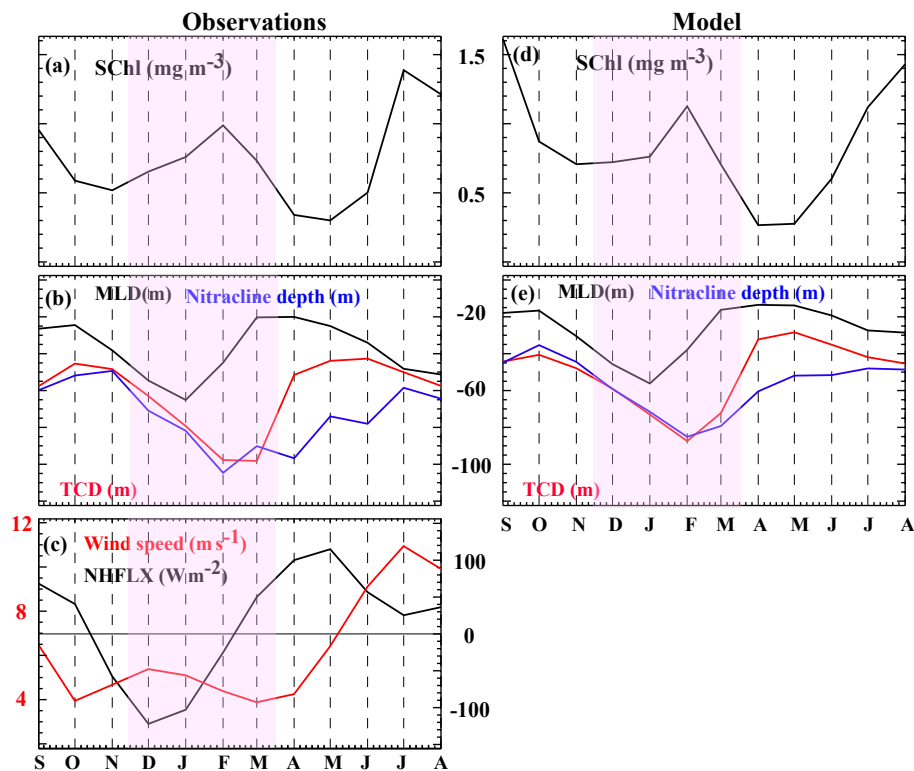 Observations
Model
(a)
SChl (mg m-3)
1.5
0.5
(d)
SChl (mg m-3)
(b)
MLD(m)
Nitracline depth (m)
TCD (m)
-20
-60
-100
(e)
MLD(m)
Nitracline depth (m)
TCD (m)
S O N D J F M A M J J A
(c)
Wind speed (m s-1)
NHFLX (W m-2)
12
8
4
100
0
-100
S O N D J F M A M J J A